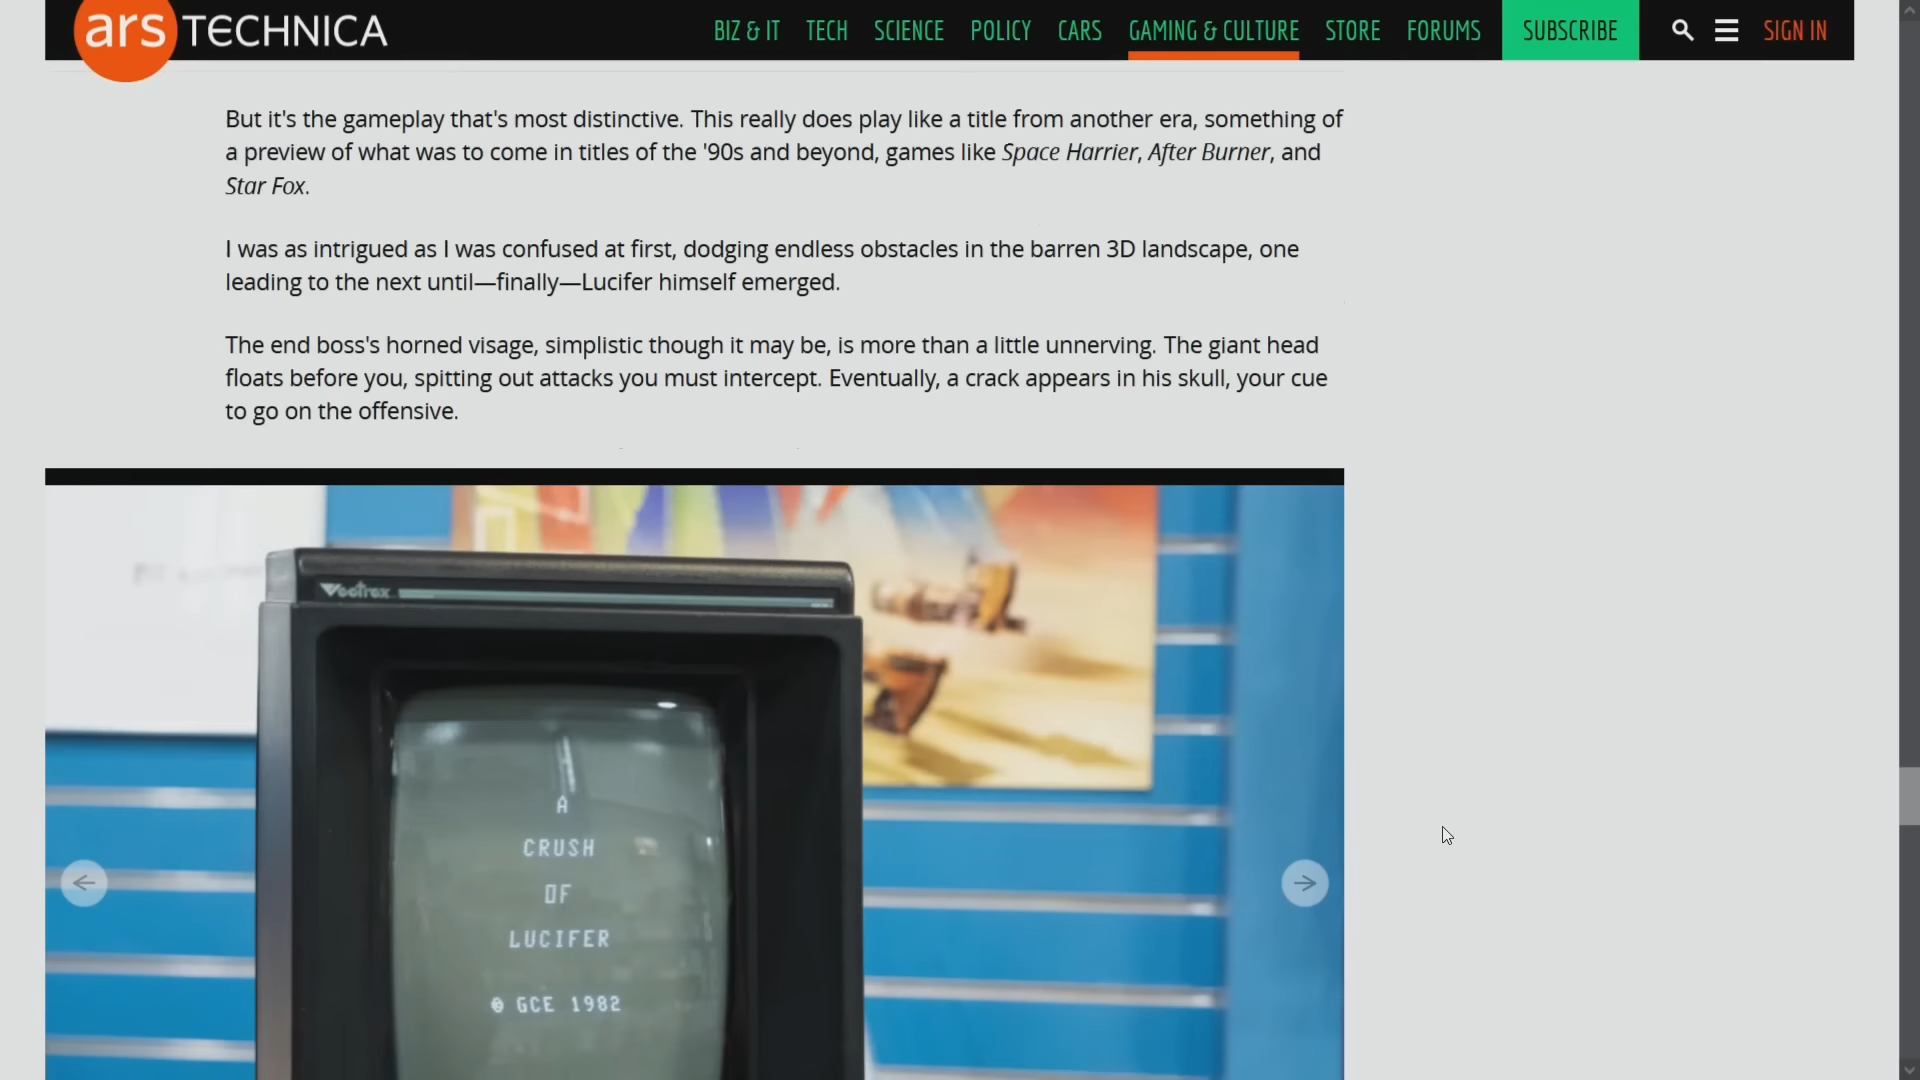 ars TECHNICA
BIZ & IT TECH SCIENCE POLICY CARS GAMING & CULTURE STORE FORUMS SUBSCRIBE SIGN IN
But it's the gameplay that's most distinctive. This really does play like a title from another era, something of
a preview of what was to come in titles of the '90s and beyond, games like Space Harrier, After Burner, and
Star Fox.
I was as intrigued as I was confused at first, dodging endless obstacles in the barren 3D landscape, one
leading to the next until—finally—Lucifer himself emerged.
The end boss's horned visage, simplistic though it may be, is more than a little unnerving. The giant head
floats before you, spitting out attacks you must intercept. Eventually, a crack appears in his skull, your cue
to go on the offensive.
Vectrex
A
CRUSH
OF
LUCIFER
© GCE 1982